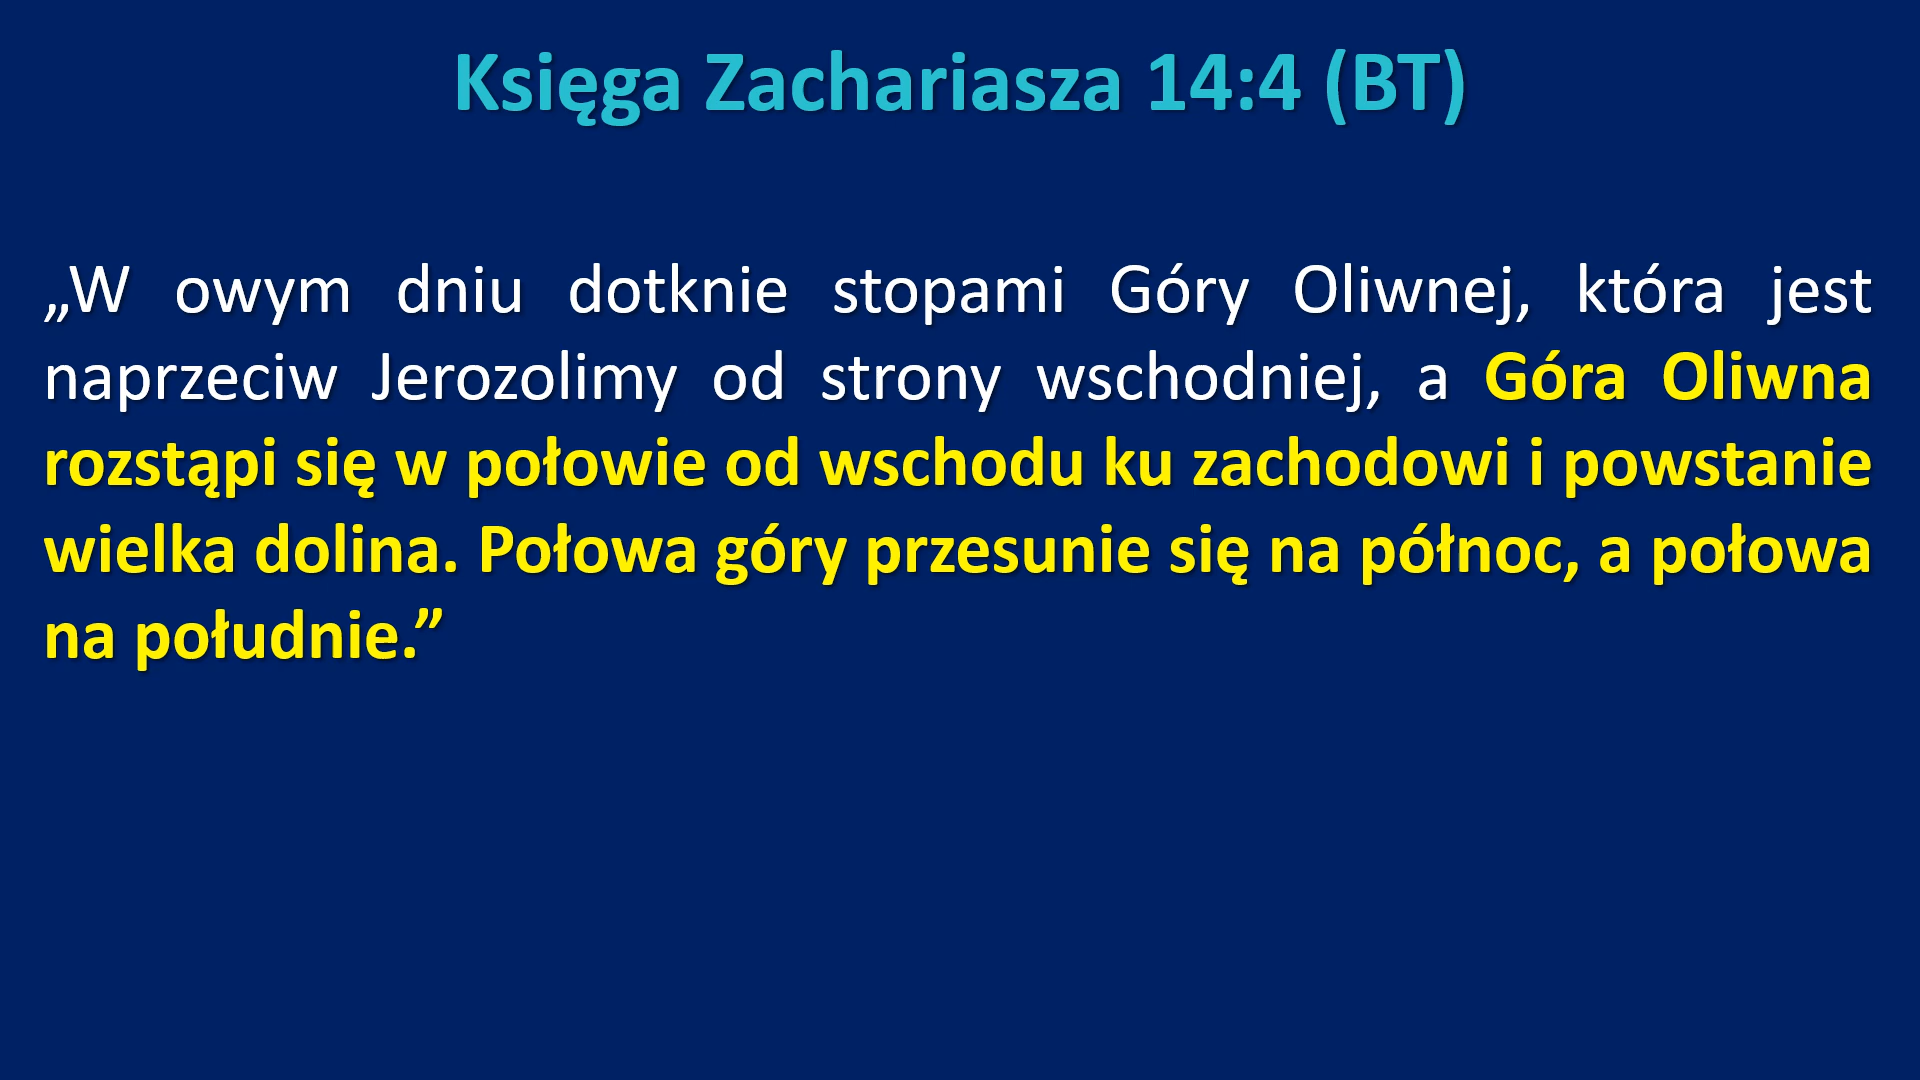 Księga Zachariasza 14:4 (BT)
„W owym dniu dotknie stopami Góry Oliwnej, która jest
naprzeciw Jerozolimy od strony wschodniej, a Góra Oliwna
rozstąpi się w połowie od wschodu ku zachodowi i powstanie
wielka dolina. Połowa góry przesunie się na północ, a połowa
na południe.”